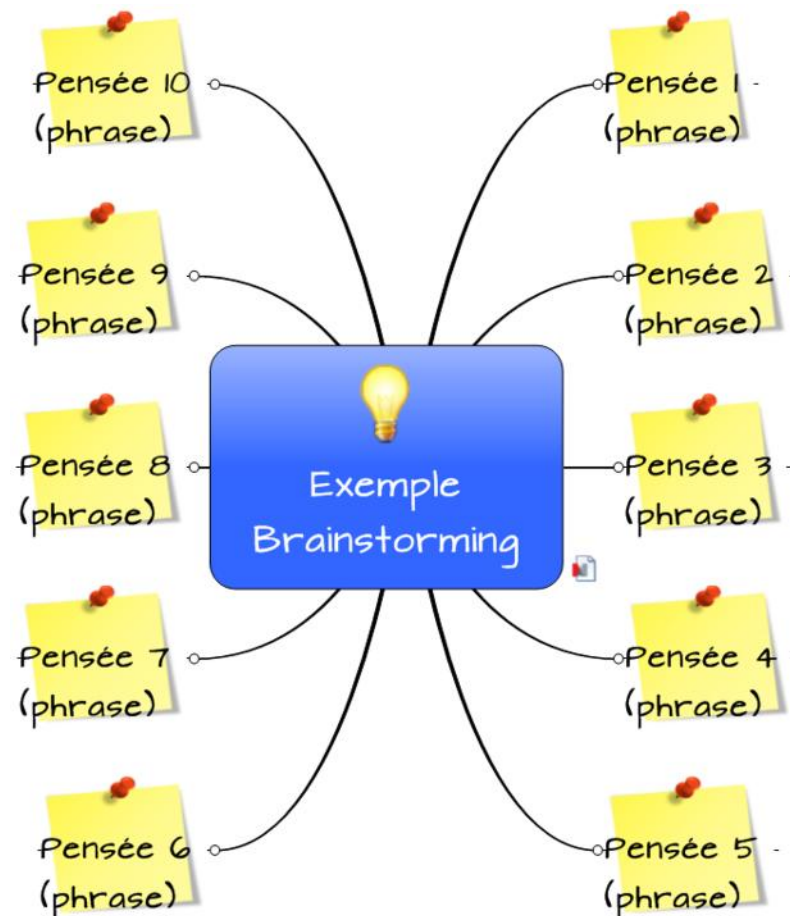 Pensée 10
(phrase)
Pensée 1
(phrase)
Pensée 9
(phrase)
Pensée 2
(phrase)
Pensée 8
(phrase)
Exemple
Brainstorming
Pensée 3
(phrase)
Pensée 7
(phrase)
Pensée 4
(phrase)
Pensée 6
(phrase)
Pensée 5
(phrase)